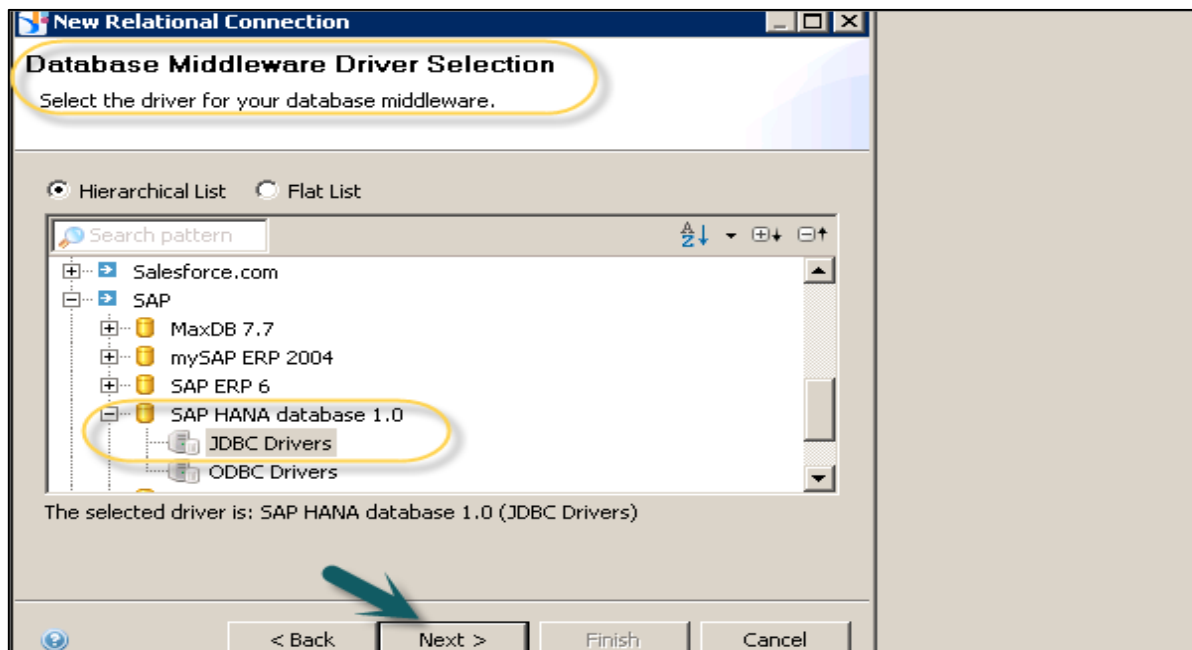 New Relational Connection
Database Middleware Driver Selection
Select the driver for your database middleware.
Hierarchical List Flat List
Search pattern
Salesforce.com
SAP
MaxDB 7.7
mySAP ERP 2004
SAP ERP 6
SAP HANA database 1.0
JDBC Drivers
ODBC Drivers
The selected driver is: SAP HANA database 1.0 (JDBC Drivers)
< Back Next > Finish Cancel